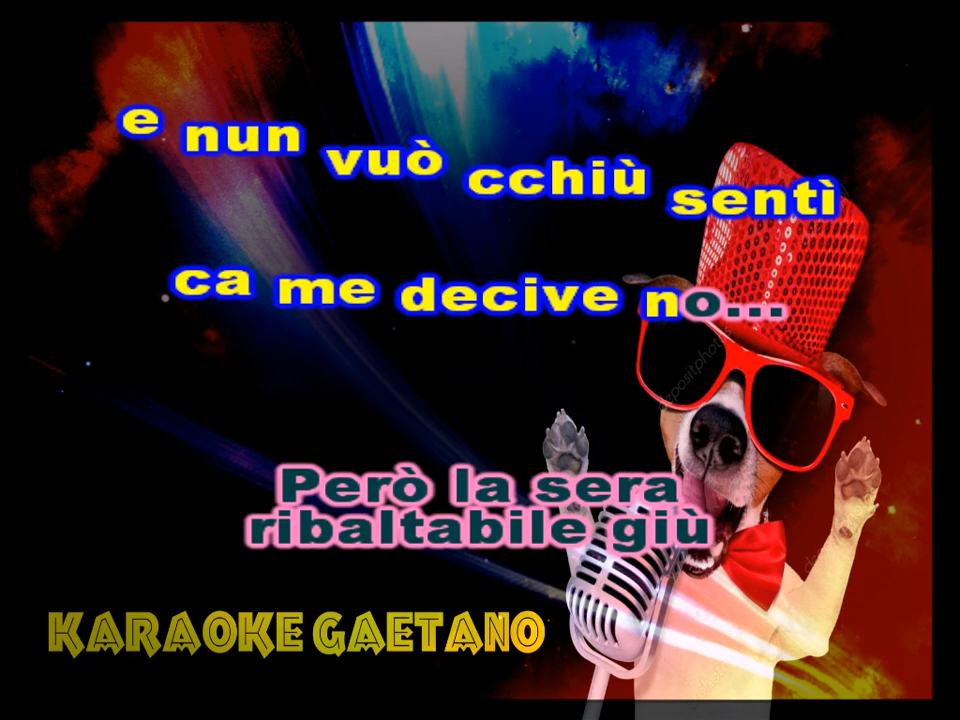 e nun vuò cchiù sentì
ca me decive no...
Però la sera
ribaltabile giù
KARAOKE GAETANO